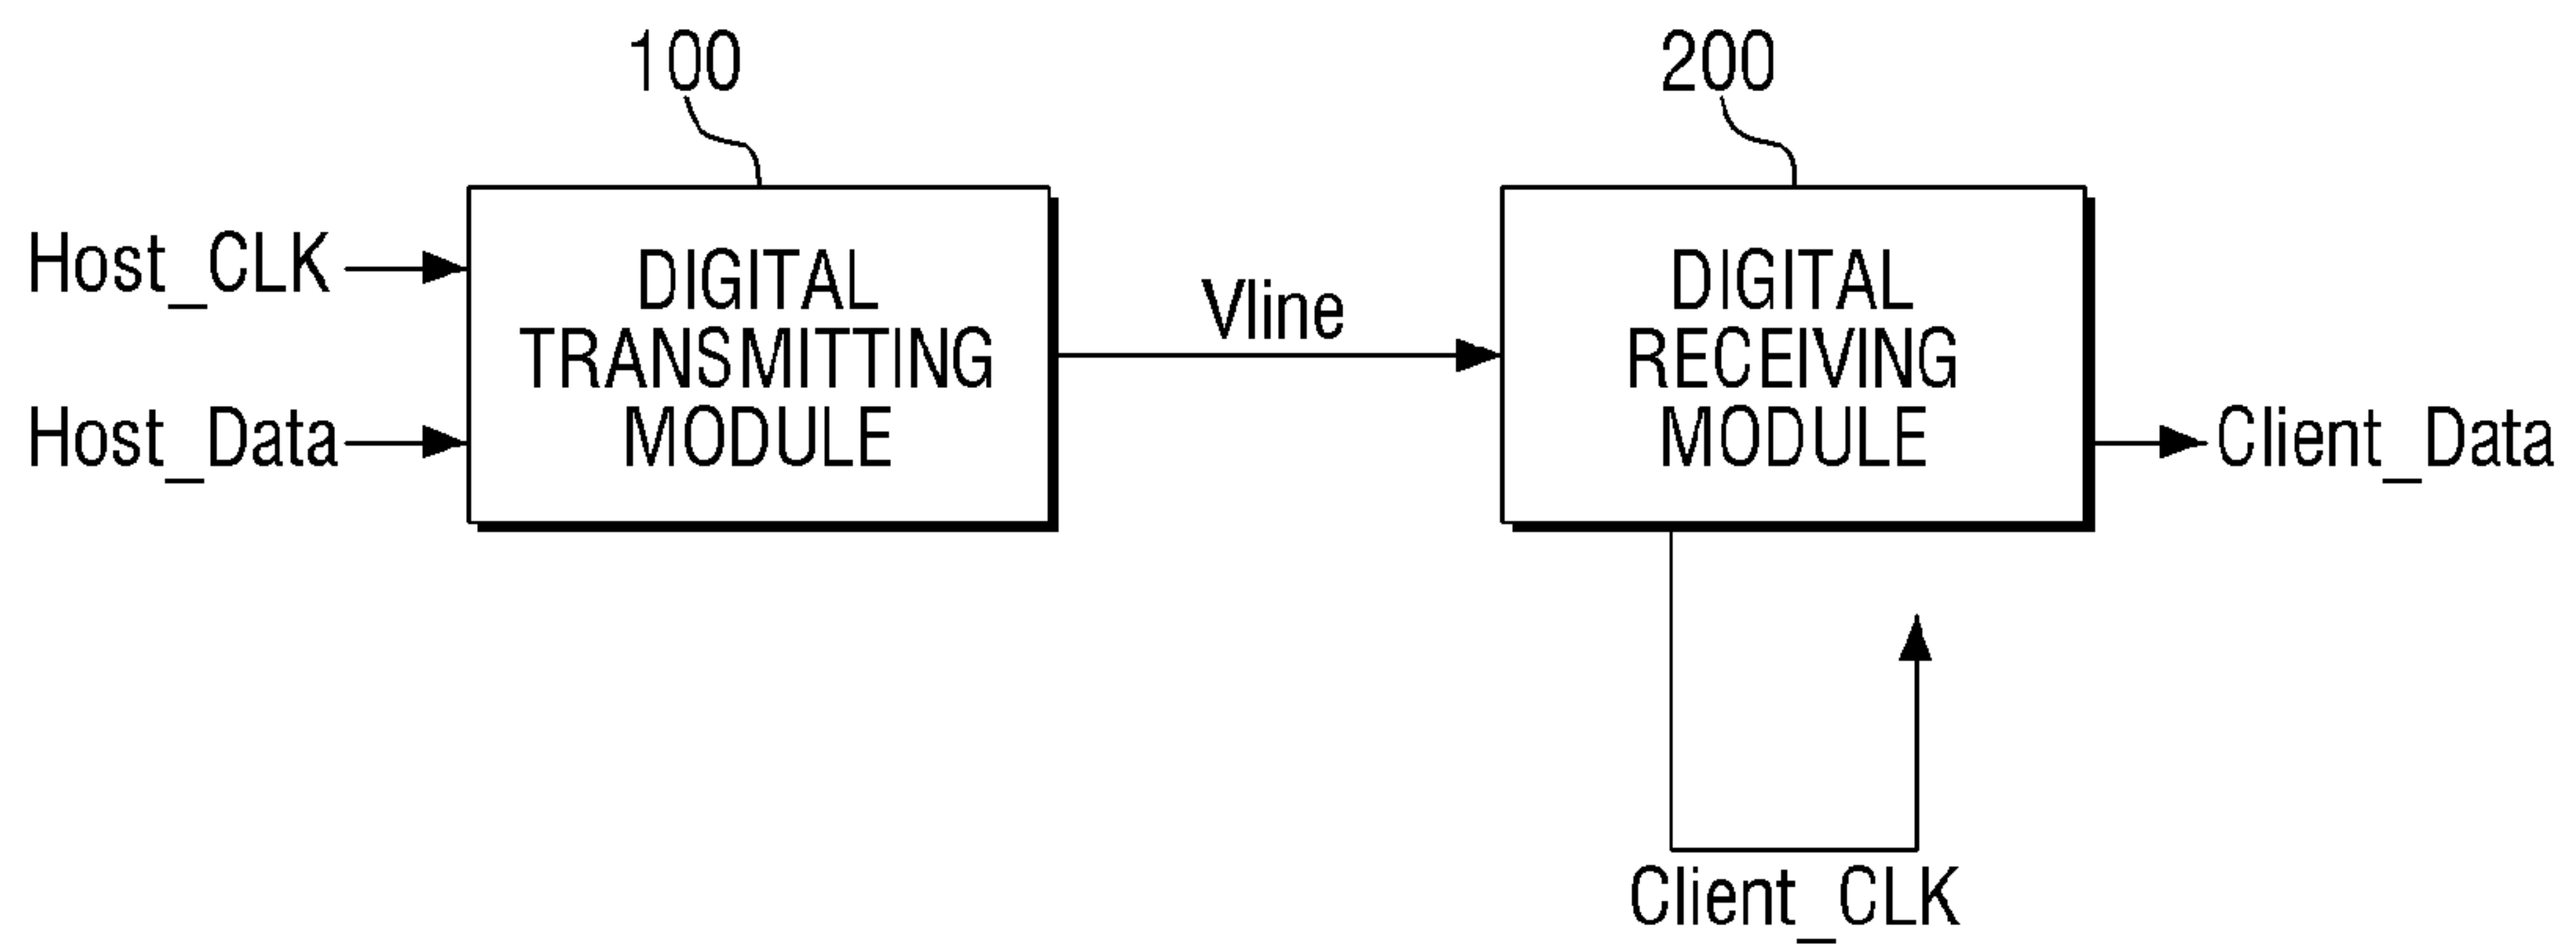 100
200
Host_CLK
Host_Data
DIGITAL
TRANSMITTING
MODULE
Vline
DIGITAL
RECEIVING
MODULE
Client_Data
Client_CLK